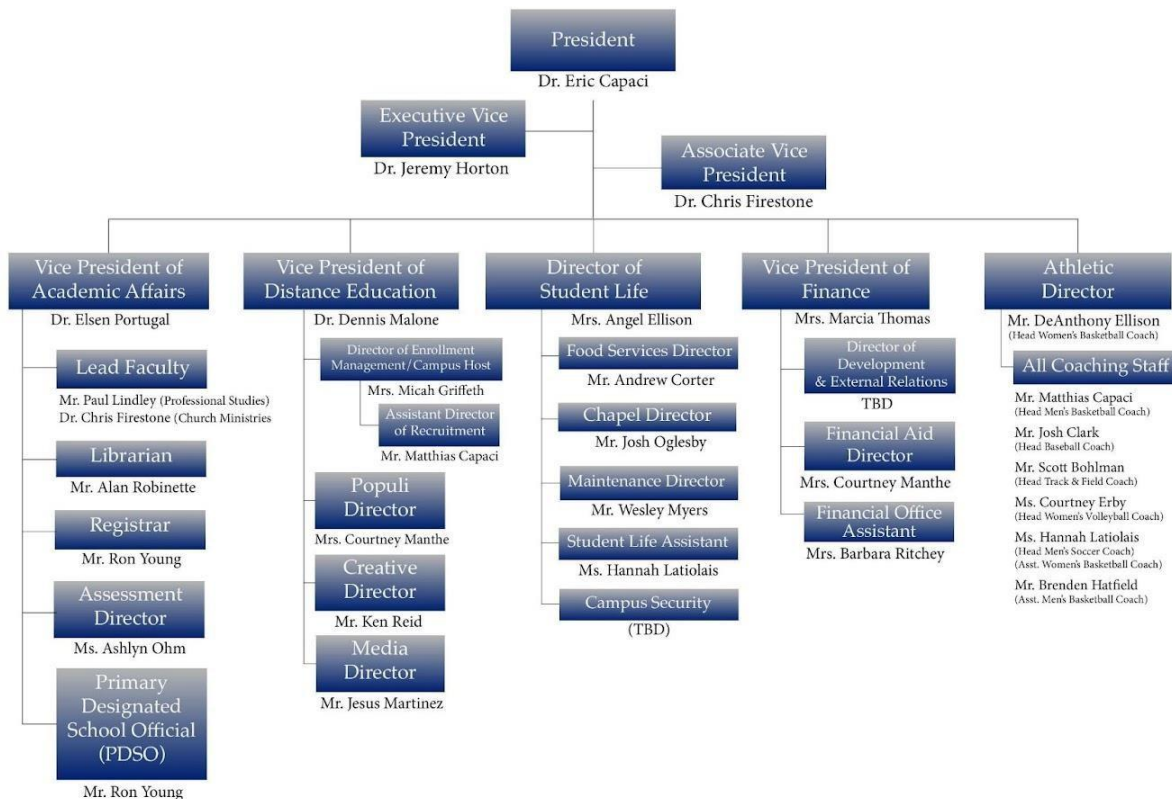 President
Dr. Eric Capaci
Executive Vice
President
Dr. Jeremy Horton
Associate Vice
President
Dr. Chris Firestone
Vice President of
Academic Affairs
Dr. Elsen Portugal
Lead Faculty
Mr. Paul Lindley (Professional Studies)
Dr. Chris Firestone (Church Ministries
Librarian
Mr. Alan Robinette
Registrar
Mr. Ron Young
Assessment
Director
Ms. Ashlyn Ohm
Primary
Designated
School Official
(PDSO)
Mr. Ron Young
Vice President of
Distance Education
Dr. Dennis Malone
Director of Enrollment
Management/Campus Host
Mrs. Micah Griffeth
Assistant Director
of Recruitment
Mr. Matthias Capaci
Populi
Director
Mrs. Courtney Manthe
Creative
Director
Mr. Ken Reid
Media
Director
Mr. Jesus Martinez
Director of
Student Life
Mrs. Angel Ellison
Food Services Director
Mr. Andrew Corter
Chapel Director
Mr. Josh Oglesby
Maintenance Director
Mr. Wesley Myers
Student Life Assistant
Ms. Hannah Latiolais
Campus Security
(TBD)
Vice President of
Finance
Mrs. Marcia Thomas
Director of
Development
& External Relations
TBD
Financial Aid
Director
Mrs. Courtney Manthe
Financial Office
Assistant
Mrs. Barbara Ritchey
Athletic
Director
Mr. DeAnthony Ellison
(Head Women's Basketball Coach)
All Coaching Staff
Mr. Matthias Capaci
(Head Men's Basketball Coach)
Mr. Josh Clark
(Head Baseball Coach)
Mr. Scott Bohlman
(Head Track & Field Coach)
Ms. Courtney Erby
(Head Women's Volleyball Coach)
Ms. Hannah Latiolais
(Head Men's Soccer Coach)
(Asst. Women's Basketball Coach)
Mr. Brenden Hatfield
(Asst. Men's Basketball Coach)